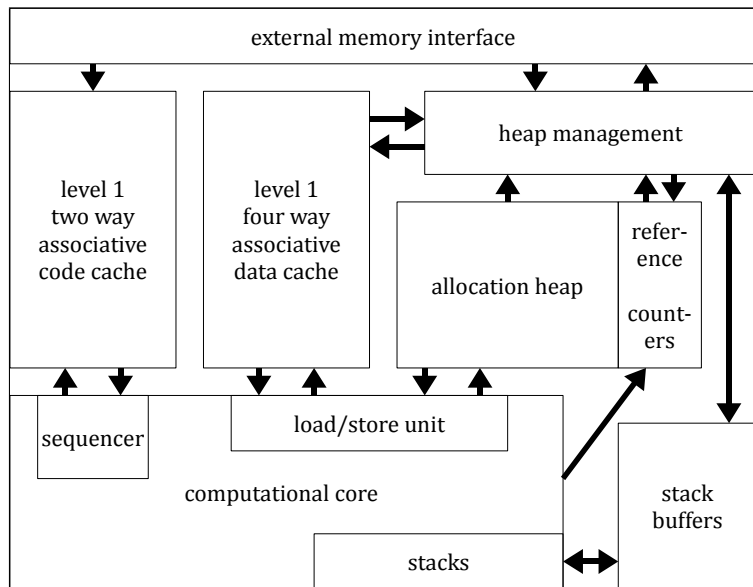 external memory interface
heap management
level 1
two way
associative
code cache
level 1
four way
associative
data cache
allocation heap
refer-
ence
count-
ers
sequencer
load/store unit
computational core
stacks
stack
buffers